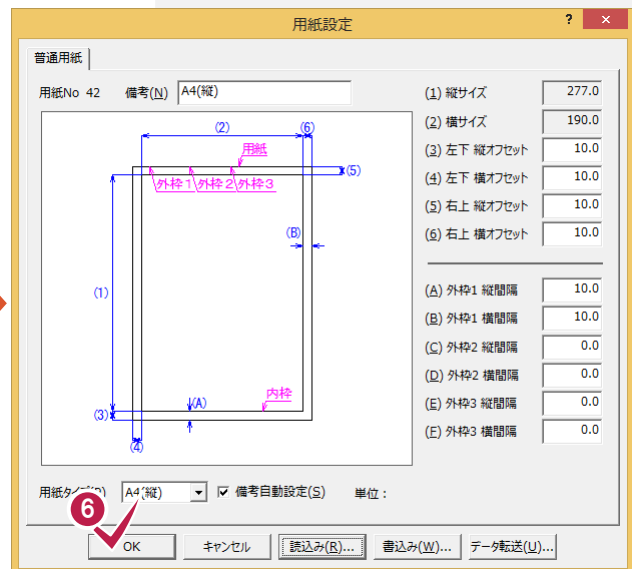 用紙設定
? ×
普通用紙
用紙No 42 備考(N) A4(縦)
(1) 縦サイズ 277.0
(2) 横サイズ 190.0
(3) 左下 縦オフセット 10.0
(4) 左下 横オフセット 10.0
(5) 右上 縦オフセット 10.0
(6) 右上 横オフセット 10.0
(A) 外枠1 縦間隔 10.0
(B) 外枠1 横間隔 10.0
(C) 外枠2 縦間隔 0.0
(D) 外枠2 横間隔 0.0
(E) 外枠3 縦間隔 0.0
(F) 外枠3 横間隔 0.0
(2) (6)
用紙
(5)
外枠1 外枠2 外枠3
(B)
(1)
内枠
(A)
(3)
(4)
用紙タイプ(P) A4(縦) 備考自動設定(S) 単位:
6
OK キャンセル 読込み(R)... 書込み(W)... データ転送(U)...